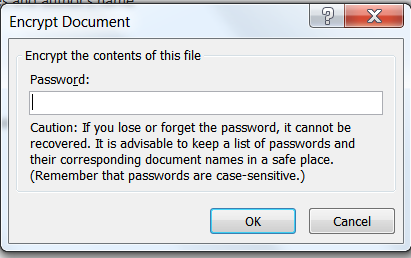 Encrypt Document
Encrypt the contents of this file
Password:
Caution: If you lose or forget the password, it cannot be
recovered. It is advisable to keep a list of passwords and
their corresponding document names in a safe place.
(Remember that passwords are case-sensitive.)
OK Cancel